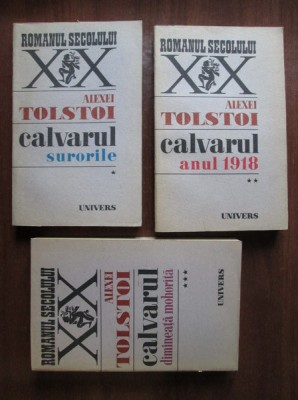 ROMANUL SECOLULUI
XX
ALEXEI
TOLSTOI
calvarul
surorile
*
UNIVERS
ROMANUL SECOLULUI
XX
ALEXEI
TOLSTOI
calvarul
anul 1918
**
UNIVERS
ROMANUL SECOLULUI
XX
ALEXEI
TOLSTOI
calvarul
dimineață mohorîtă
***
UNIVERS